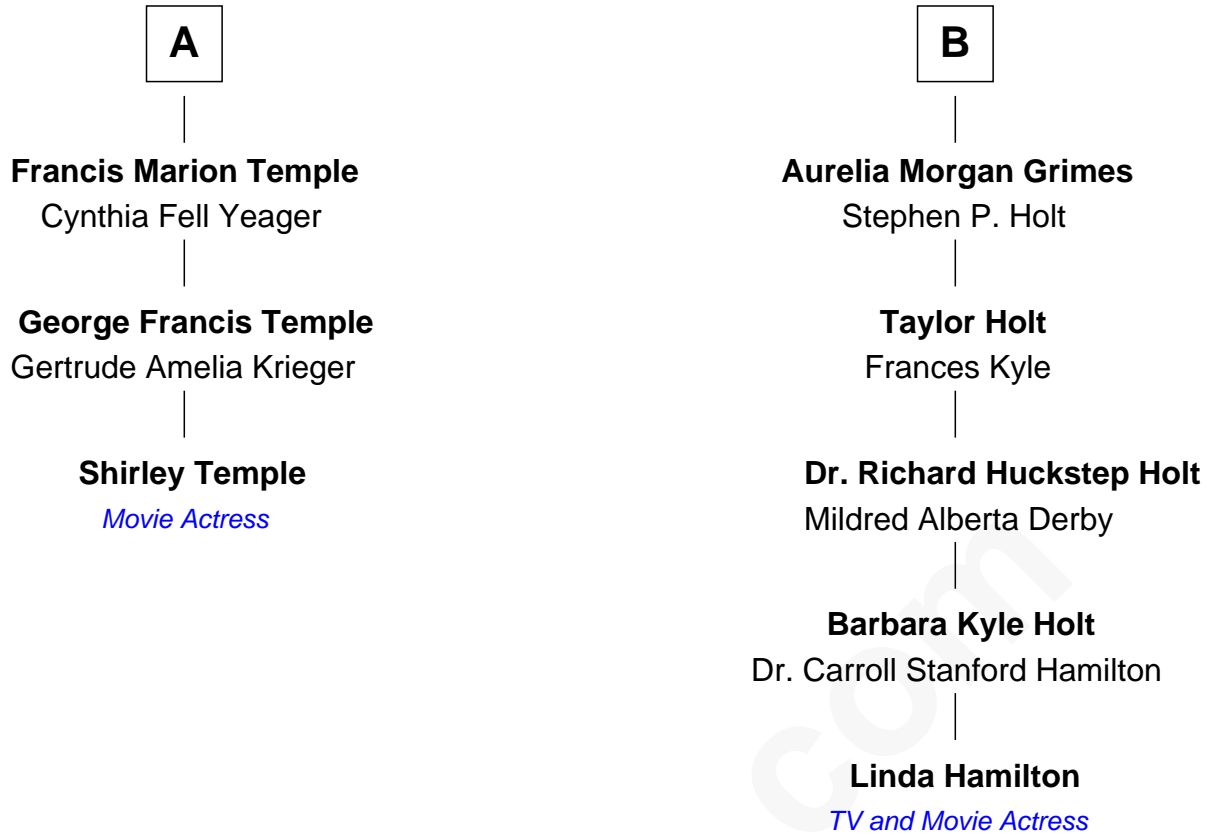 A
Francis Marion Temple
Cynthia Fell Yeager
George Francis Temple
Gertrude Amelia Krieger
Shirley Temple
Movie Actress
B
Aurelia Morgan Grimes
Stephen P. Holt
Taylor Holt
Frances Kyle
Dr. Richard Huckstep Holt
Mildred Alberta Derby
Barbara Kyle Holt
Dr. Carroll Stanford Hamilton
Linda Hamilton
TV and Movie Actress
com